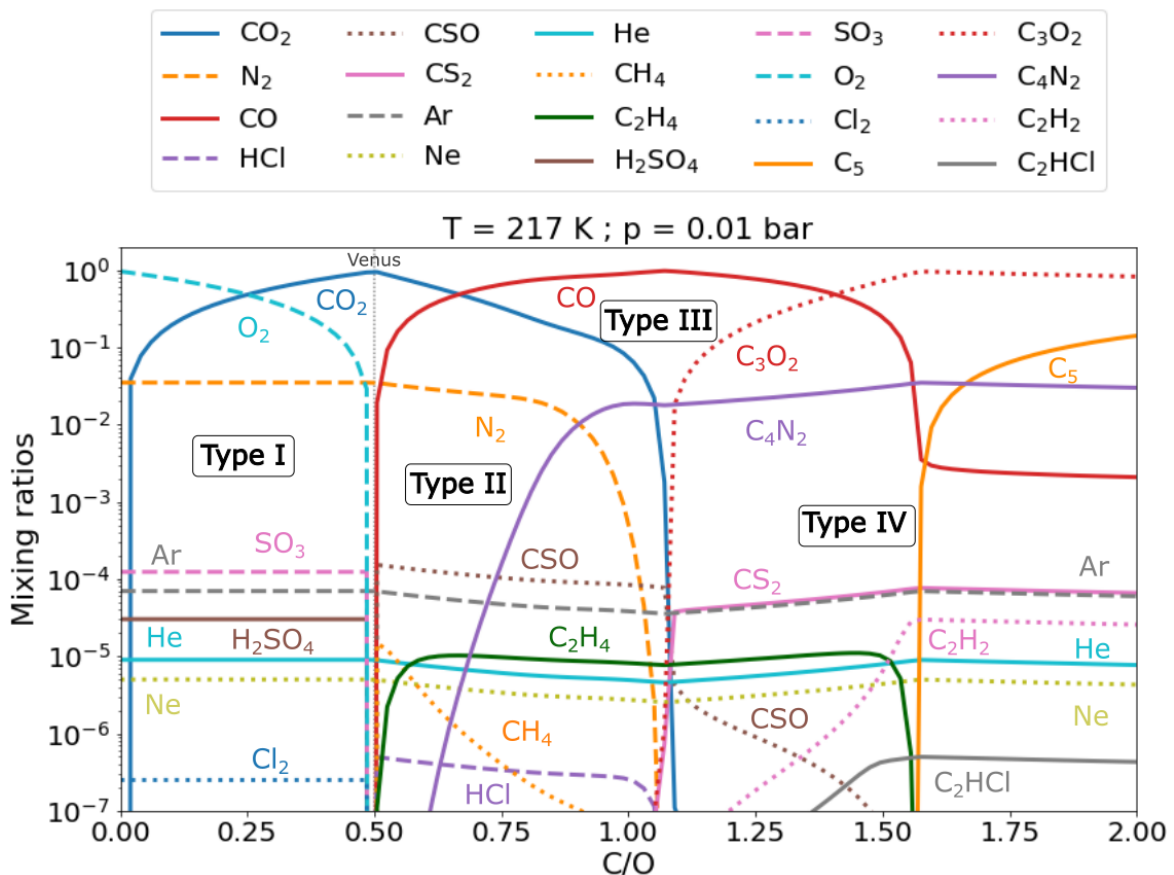 CO₂ CSO He SO₃ C₃O₂
N₂ CS₂ CH₄ O₂ C₄N₂
CO Ar C₂H₄ Cl₂ C₂H₂
HCl Ne H₂SO₄ C₅ C₂HCl
T = 217 K ; p = 0.01 bar
Venus
10⁰
CO₂
CO
O₂
Type III
10⁻¹
C₃O₂
C₅
10⁻²
N₂
C₄N₂
Type I
Type II
10⁻³
Type IV
SO₃
Ar
CSO
10⁻⁴
CS₂
Ar
He
H₂SO₄
C₂H₄
C₂H₂
He
10⁻⁵
Ne
CSO
Ne
CH₄
10⁻⁶
Cl₂
HCl
C₂HCl
10⁻⁷
Mixing ratios
0.00 0.25 0.50 0.75 1.00 1.25 1.50 1.75 2.00
C/O